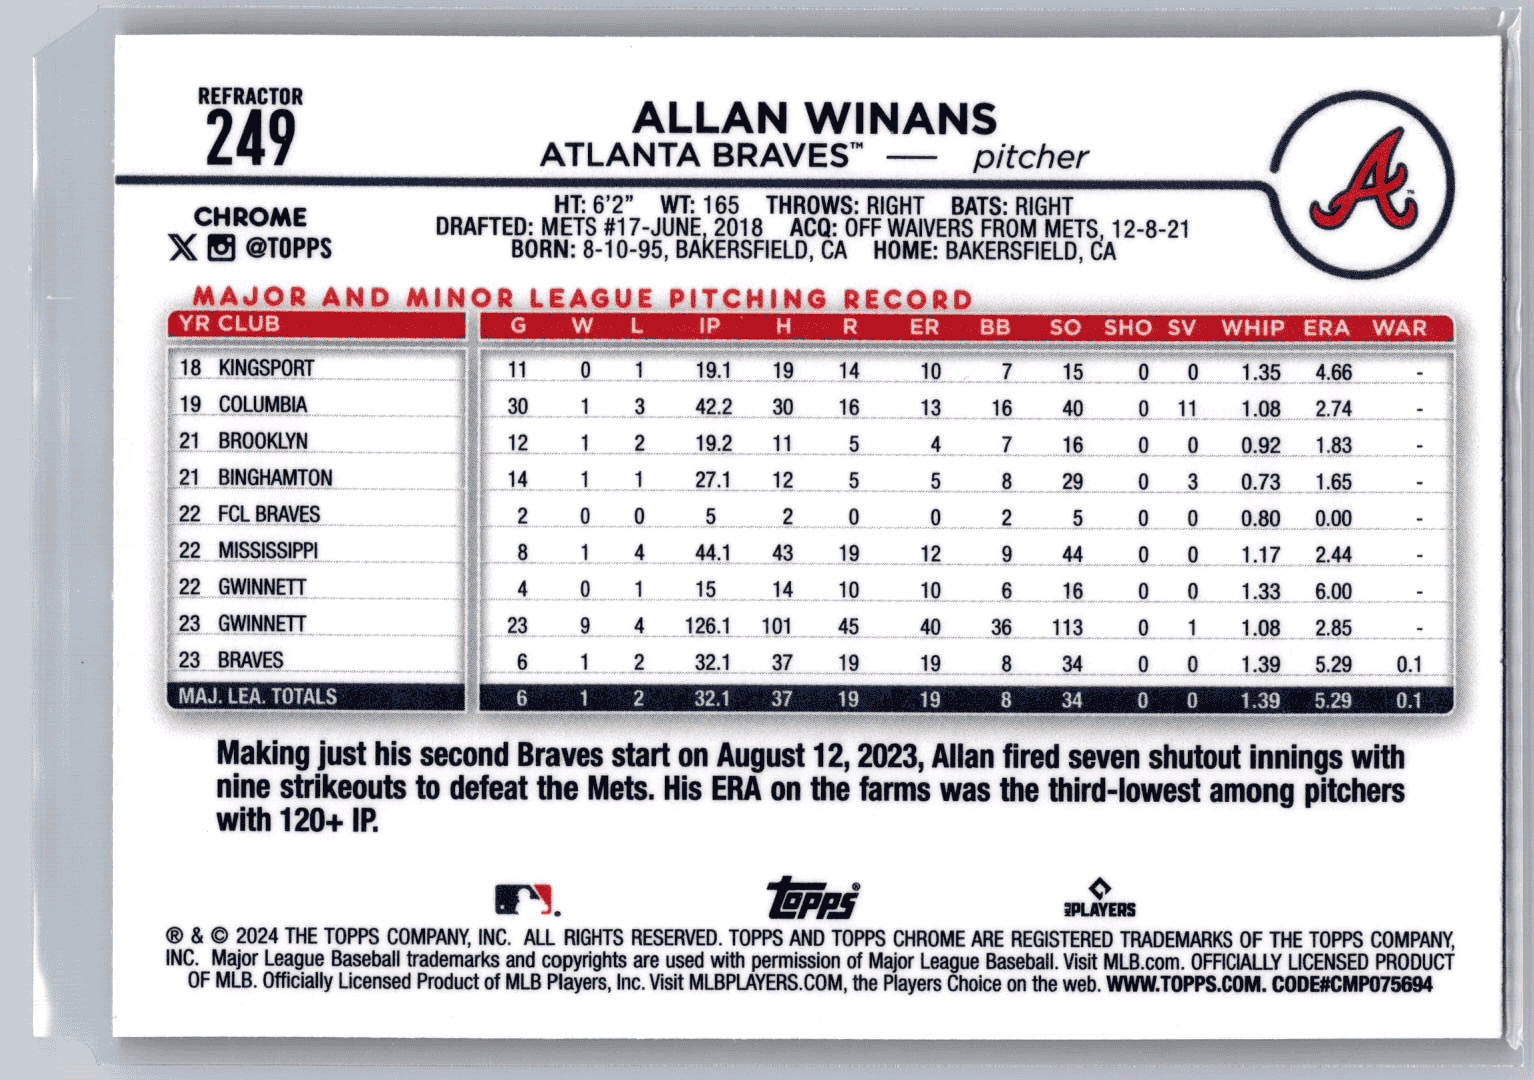 REFRACTOR
249
ALLAN WINANS
ATLANTA BRAVES™ — pitcher
A™
CHROME
X @TOPPS
HT: 6'2" WT: 165 THROWS: RIGHT BATS: RIGHT
DRAFTED: METS #17-JUNE, 2018 ACQ: OFF WAIVERS FROM METS, 12-8-21
BORN: 8-10-95, BAKERSFIELD, CA HOME: BAKERSFIELD, CA
MAJOR AND MINOR LEAGUE PITCHING RECORD
YR CLUB G W L IP H R ER BB SO SHO SV WHIP ERA WAR
18 KINGSPORT 11 0 1 19.1 19 14 10 7 15 0 0 1.35 4.66 -
19 COLUMBIA 30 1 3 42.2 30 16 13 16 40 0 11 1.08 2.74 -
21 BROOKLYN 12 1 2 19.2 11 5 4 7 16 0 0 0.92 1.83 -
21 BINGHAMTON 14 1 1 27.1 12 5 5 8 29 0 3 0.73 1.65 -
22 FCL BRAVES 2 0 0 5 2 0 0 2 5 0 0 0.80 0.00 -
22 MISSISSIPPI 8 1 4 44.1 43 19 12 9 44 0 0 1.17 2.44 -
22 GWINNETT 4 0 1 15 14 10 10 6 16 0 0 1.33 6.00 -
23 GWINNETT 23 9 4 126.1 101 45 40 36 113 0 1 1.08 2.85 -
23 BRAVES 6 1 2 32.1 37 19 19 8 34 0 0 1.39 5.29 0.1
MAJ. LEA. TOTALS 6 1 2 32.1 37 19 19 8 34 0 0 1.39 5.29 0.1
Making just his second Braves start on August 12, 2023, Allan fired seven shutout innings with
nine strikeouts to defeat the Mets. His ERA on the farms was the third-lowest among pitchers
with 120+ IP.
topps®
MLB PLAYERS
® & © 2024 THE TOPPS COMPANY, INC. ALL RIGHTS RESERVED. TOPPS AND TOPPS CHROME ARE REGISTERED TRADEMARKS OF THE TOPPS COMPANY,
INC. Major League Baseball trademarks and copyrights are used with permission of Major League Baseball. Visit MLB.com. OFFICIALLY LICENSED PRODUCT
OF MLB. Officially Licensed Product of MLB Players, Inc. Visit MLBPLAYERS.COM, the Players Choice on the web. WWW.TOPPS.COM. CODE#CMP075694